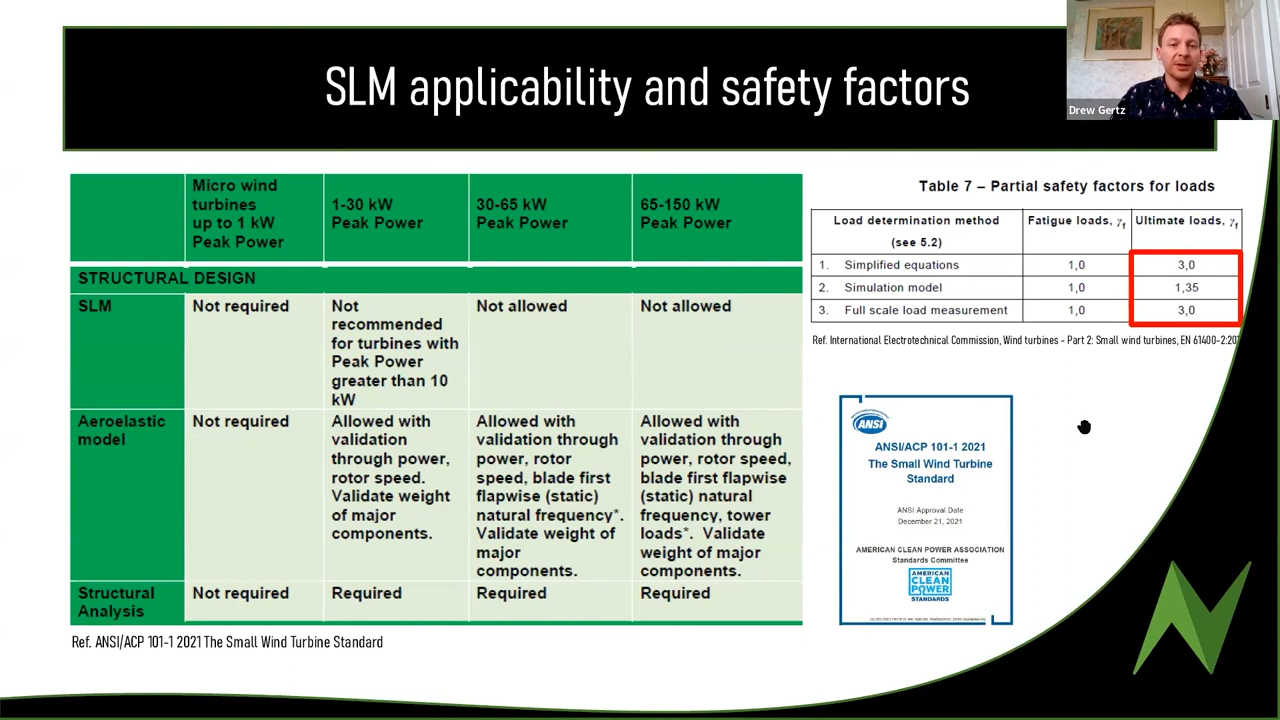 SLM applicability and safety factors
Drew Gertz
Micro wind
turbines
up to 1 kW
Peak Power
1-30 kW
Peak Power
30-65 kW
Peak Power
65-150 kW
Peak Power
STRUCTURAL DESIGN
SLM
Not required
Not
recommended
for turbines with
Peak Power
greater than 10
kW
Not allowed
Not allowed
Aeroelastic
model
Not required
Allowed with
validation
through power,
rotor speed.
Validate weight
of major
components.
Allowed with
validation through
power, rotor
speed, blade first
flapwise (static)
natural frequency*.
Validate weight of
major
components.
Allowed with
validation through
power, rotor speed,
blade first flapwise
(static) natural
frequency, tower
loads*. Validate
weight of major
components.
Structural
Analysis
Not required
Required
Required
Required
Ref. ANSI/ACP 101-1 2021 The Small Wind Turbine Standard
Table 7 – Partial safety factors for loads
Load determination method
(see 5.2)
Fatigue loads, γf
Ultimate loads, γf
1. Simplified equations 1,0 3,0
2. Simulation model 1,0 1,35
3. Full scale load measurement 1,0 3,0
Ref. International Electrotechnical Commission, Wind turbines - Part 2: Small wind turbines, EN 61400-2:20
ANSI
ANSI/ACP 101-1 2021
The Small Wind Turbine
Standard
ANSI Approval Date
December 21, 2021
AMERICAN CLEAN POWER ASSOCIATION
Standards Committee
AMERICAN
CLEAN
POWER
STANDARDS